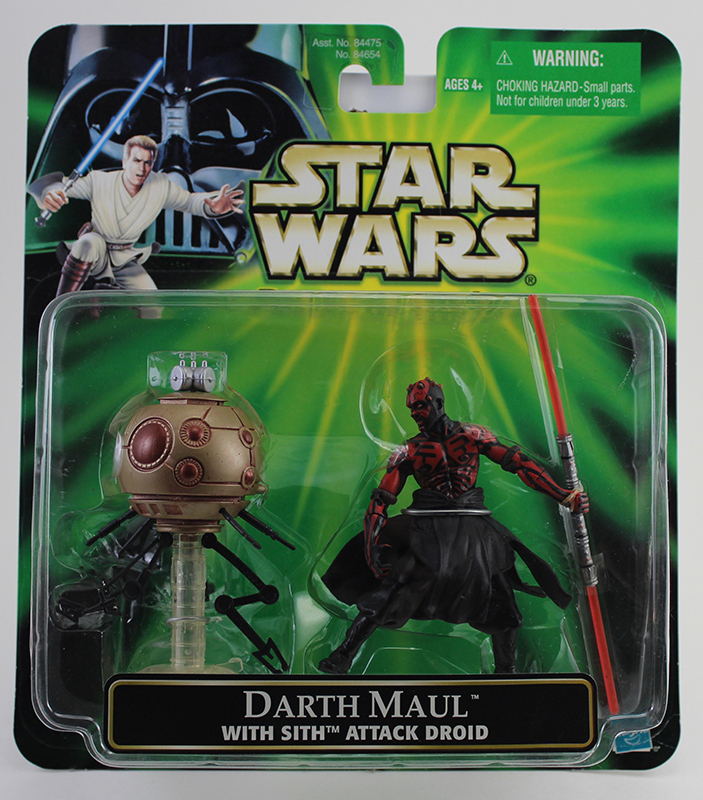 Asst. No. 84475
No. 84654
AGES 4+
⚠ WARNING:
CHOKING HAZARD-Small parts.
Not for children under 3 years.
STAR
WARS®
DARTH MAUL™
WITH SITH™ ATTACK DROID